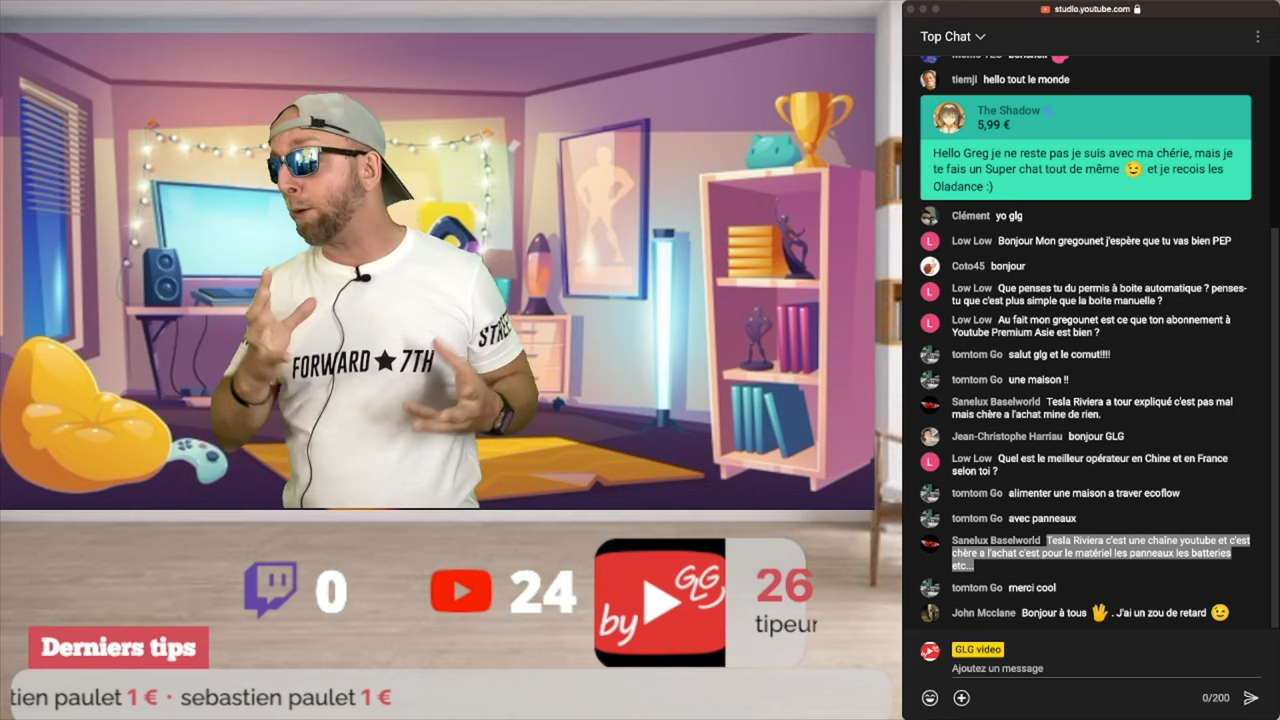 studio.youtube.com
Top Chat
tiemji hello tout le monde
The Shadow
5,99 €
Hello Greg je ne reste pas je suis avec ma chérie, mais je
te fais un Super chat tout de même 😉 et je recois les
Oladance :)
Clément yo glg
Low Low Bonjour Mon gregounet j'espère que tu vas bien PEP
Coto45 bonjour
Low Low Que penses tu du permis à boite automatique ? penses-
tu que c'est plus simple que la boite manuelle ?
Low Low Au fait mon gregounet est ce que ton abonnement à
Youtube Premium Asie est bien ?
tomtom Go salut glg et le comut!!!!
tomtom Go une maison !!
Sanelux Baselworld Tesla Riviera a tour expliqué c'est pas mal
mais chère a l'achat mine de rien.
Jean-Christophe Harriau bonjour GLG
Low Low Quel est le meilleur opérateur en Chine et en France
selon toi ?
tomtom Go alimenter une maison a traver ecoflow
tomtom Go avec panneaux
Sanelux Baselworld Tesla Riviera c'est une chaîne youtube et c'est
chère a l'achat c'est pour le matériel les panneaux les batteries
etc...
tomtom Go merci cool
John Mcclane Bonjour à tous 🖖 . J'ai un zou de retard 😉
GLG video
Ajoutez un message
0/200
FORWARD ★ 7TH
0
24
by GLG
26
tipeur
Derniers tips
tien paulet 1 € · sebastien paulet 1 €